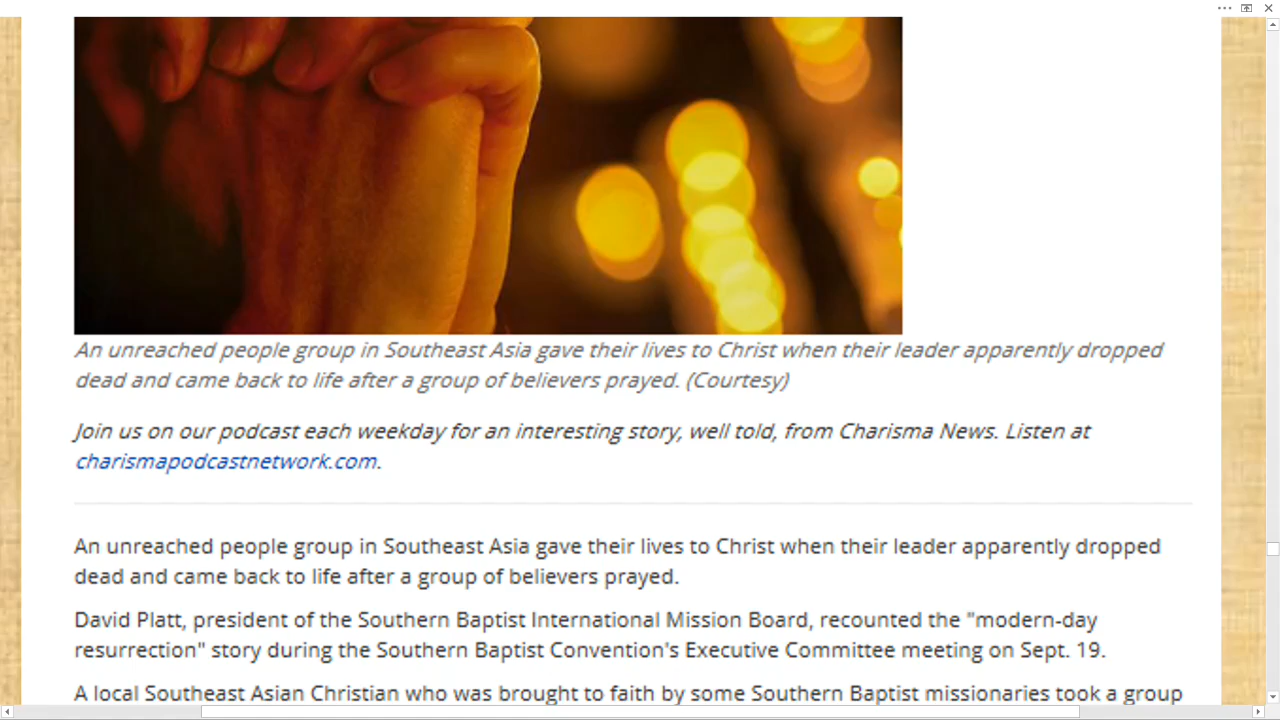 An unreached people group in Southeast Asia gave their lives to Christ when their leader apparently dropped
dead and came back to life after a group of believers prayed. (Courtesy)
Join us on our podcast each weekday for an interesting story, well told, from Charisma News. Listen at
charismapodcastnetwork.com.
An unreached people group in Southeast Asia gave their lives to Christ when their leader apparently dropped
dead and came back to life after a group of believers prayed.
David Platt, president of the Southern Baptist International Mission Board, recounted the "modern-day
resurrection" story during the Southern Baptist Convention's Executive Committee meeting on Sept. 19.
A local Southeast Asian Christian who was brought to faith by some Southern Baptist missionaries took a group